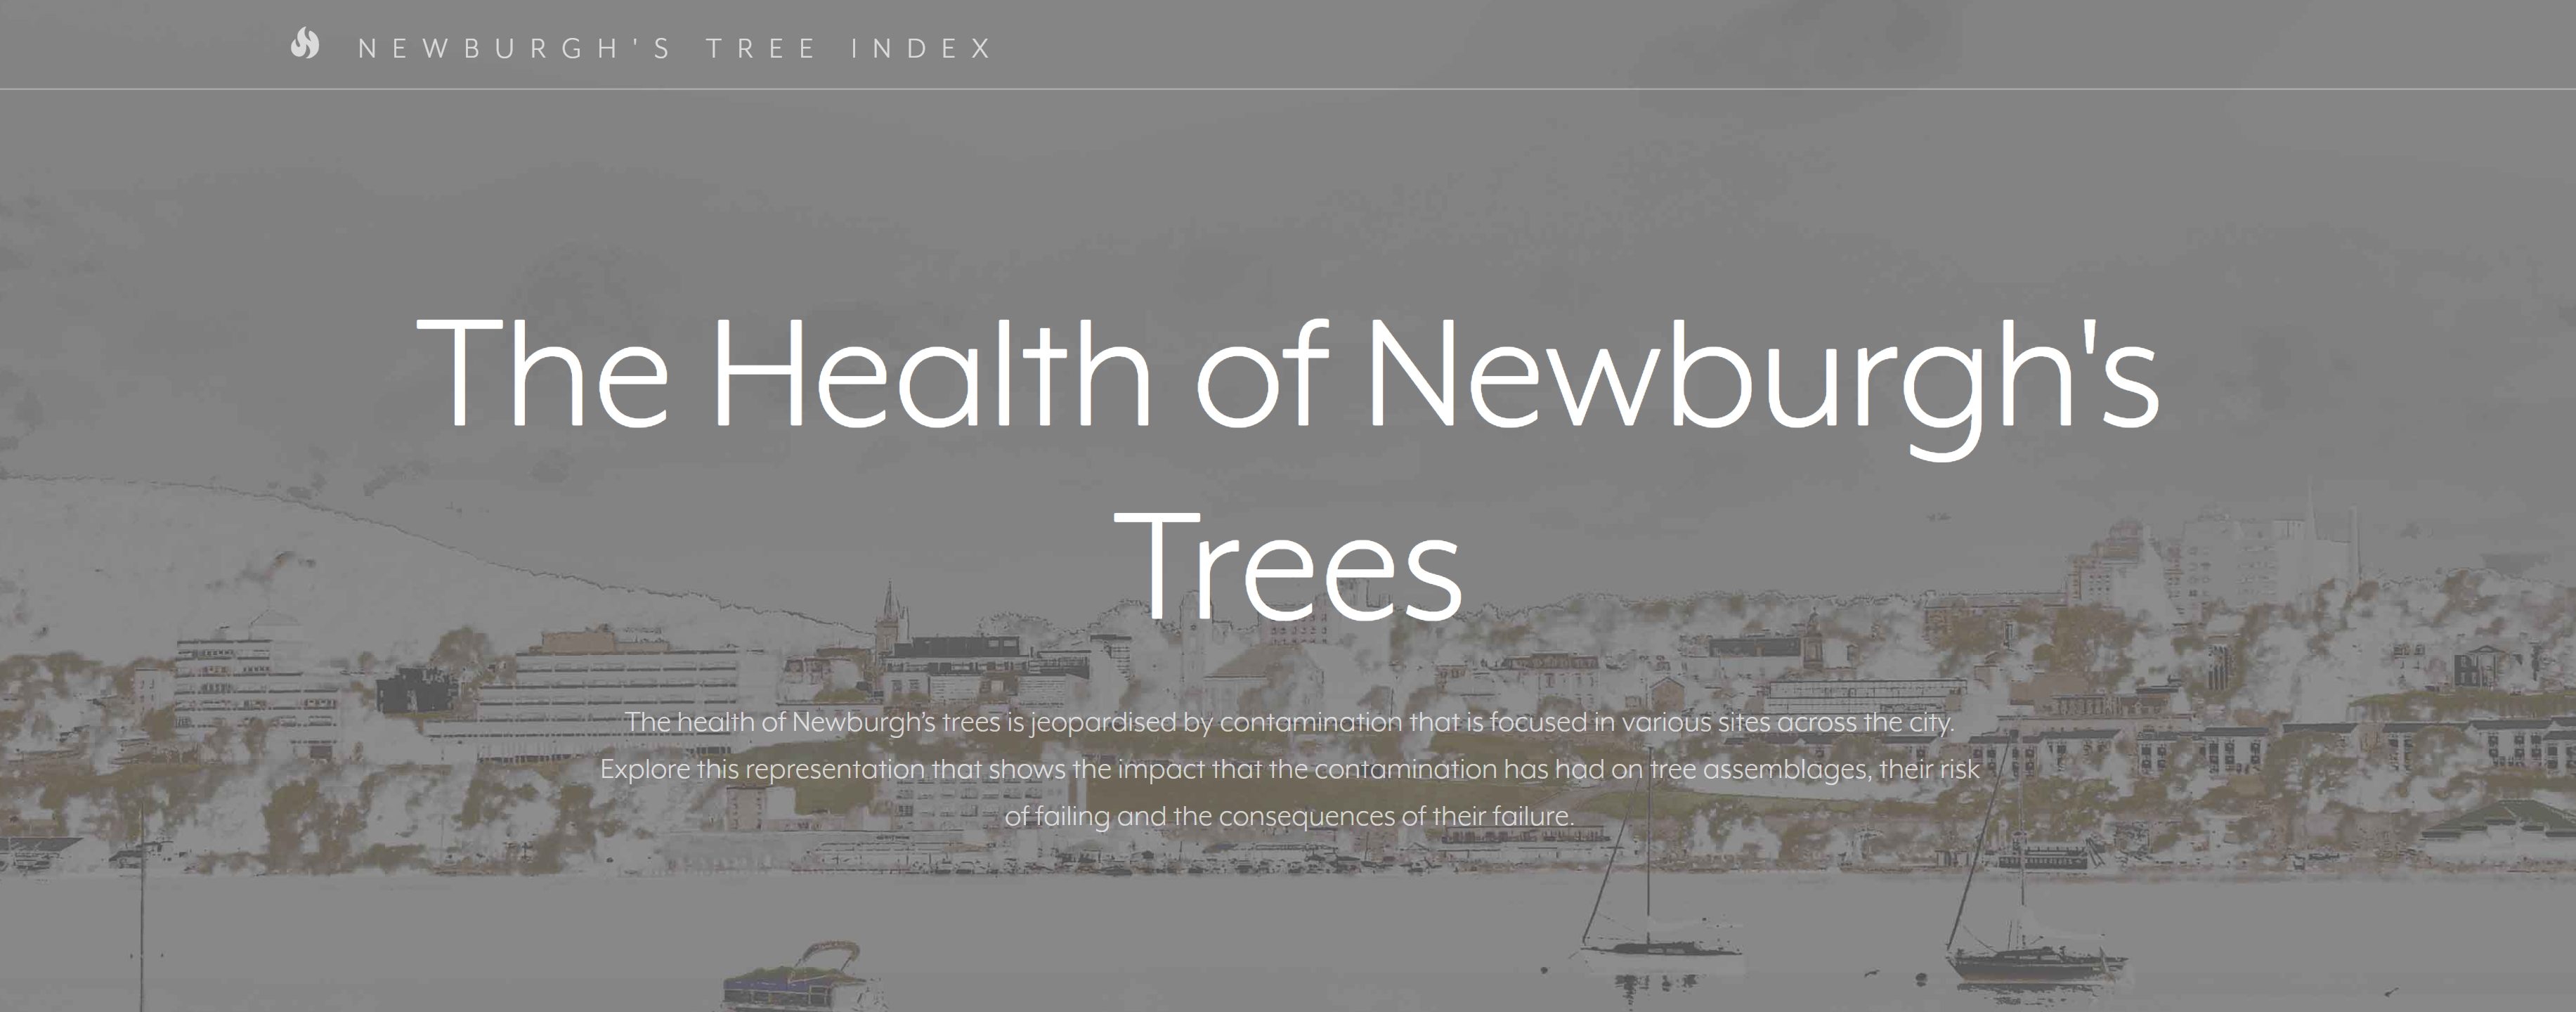 NEWBURGH'S TREE INDEX
The Health of Newburgh's
Trees
The health of Newburgh’s trees is jeopardised by contamination that is focused in various sites across the city.
Explore this representation that shows the impact that the contamination has had on tree assemblages, their risk
of failing and the consequences of their failure.